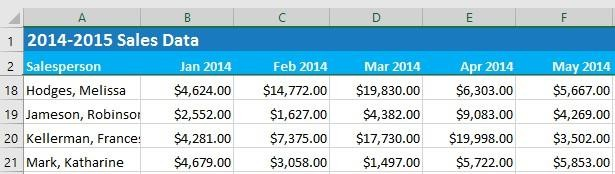 A B C D E F
1 2014-2015 Sales Data
2 Salesperson Jan 2014 Feb 2014 Mar 2014 Apr 2014 May 2014
18 Hodges, Melissa $4,624.00 $14,772.00 $19,830.00 $6,303.00 $5,667.00
19 Jameson, Robinson $2,552.00 $1,627.00 $4,382.00 $9,083.00 $4,269.00
20 Kellerman, Frances $4,281.00 $7,375.00 $17,730.00 $19,998.00 $3,502.00
21 Mark, Katharine $4,679.00 $3,058.00 $1,497.00 $5,722.00 $5,853.00